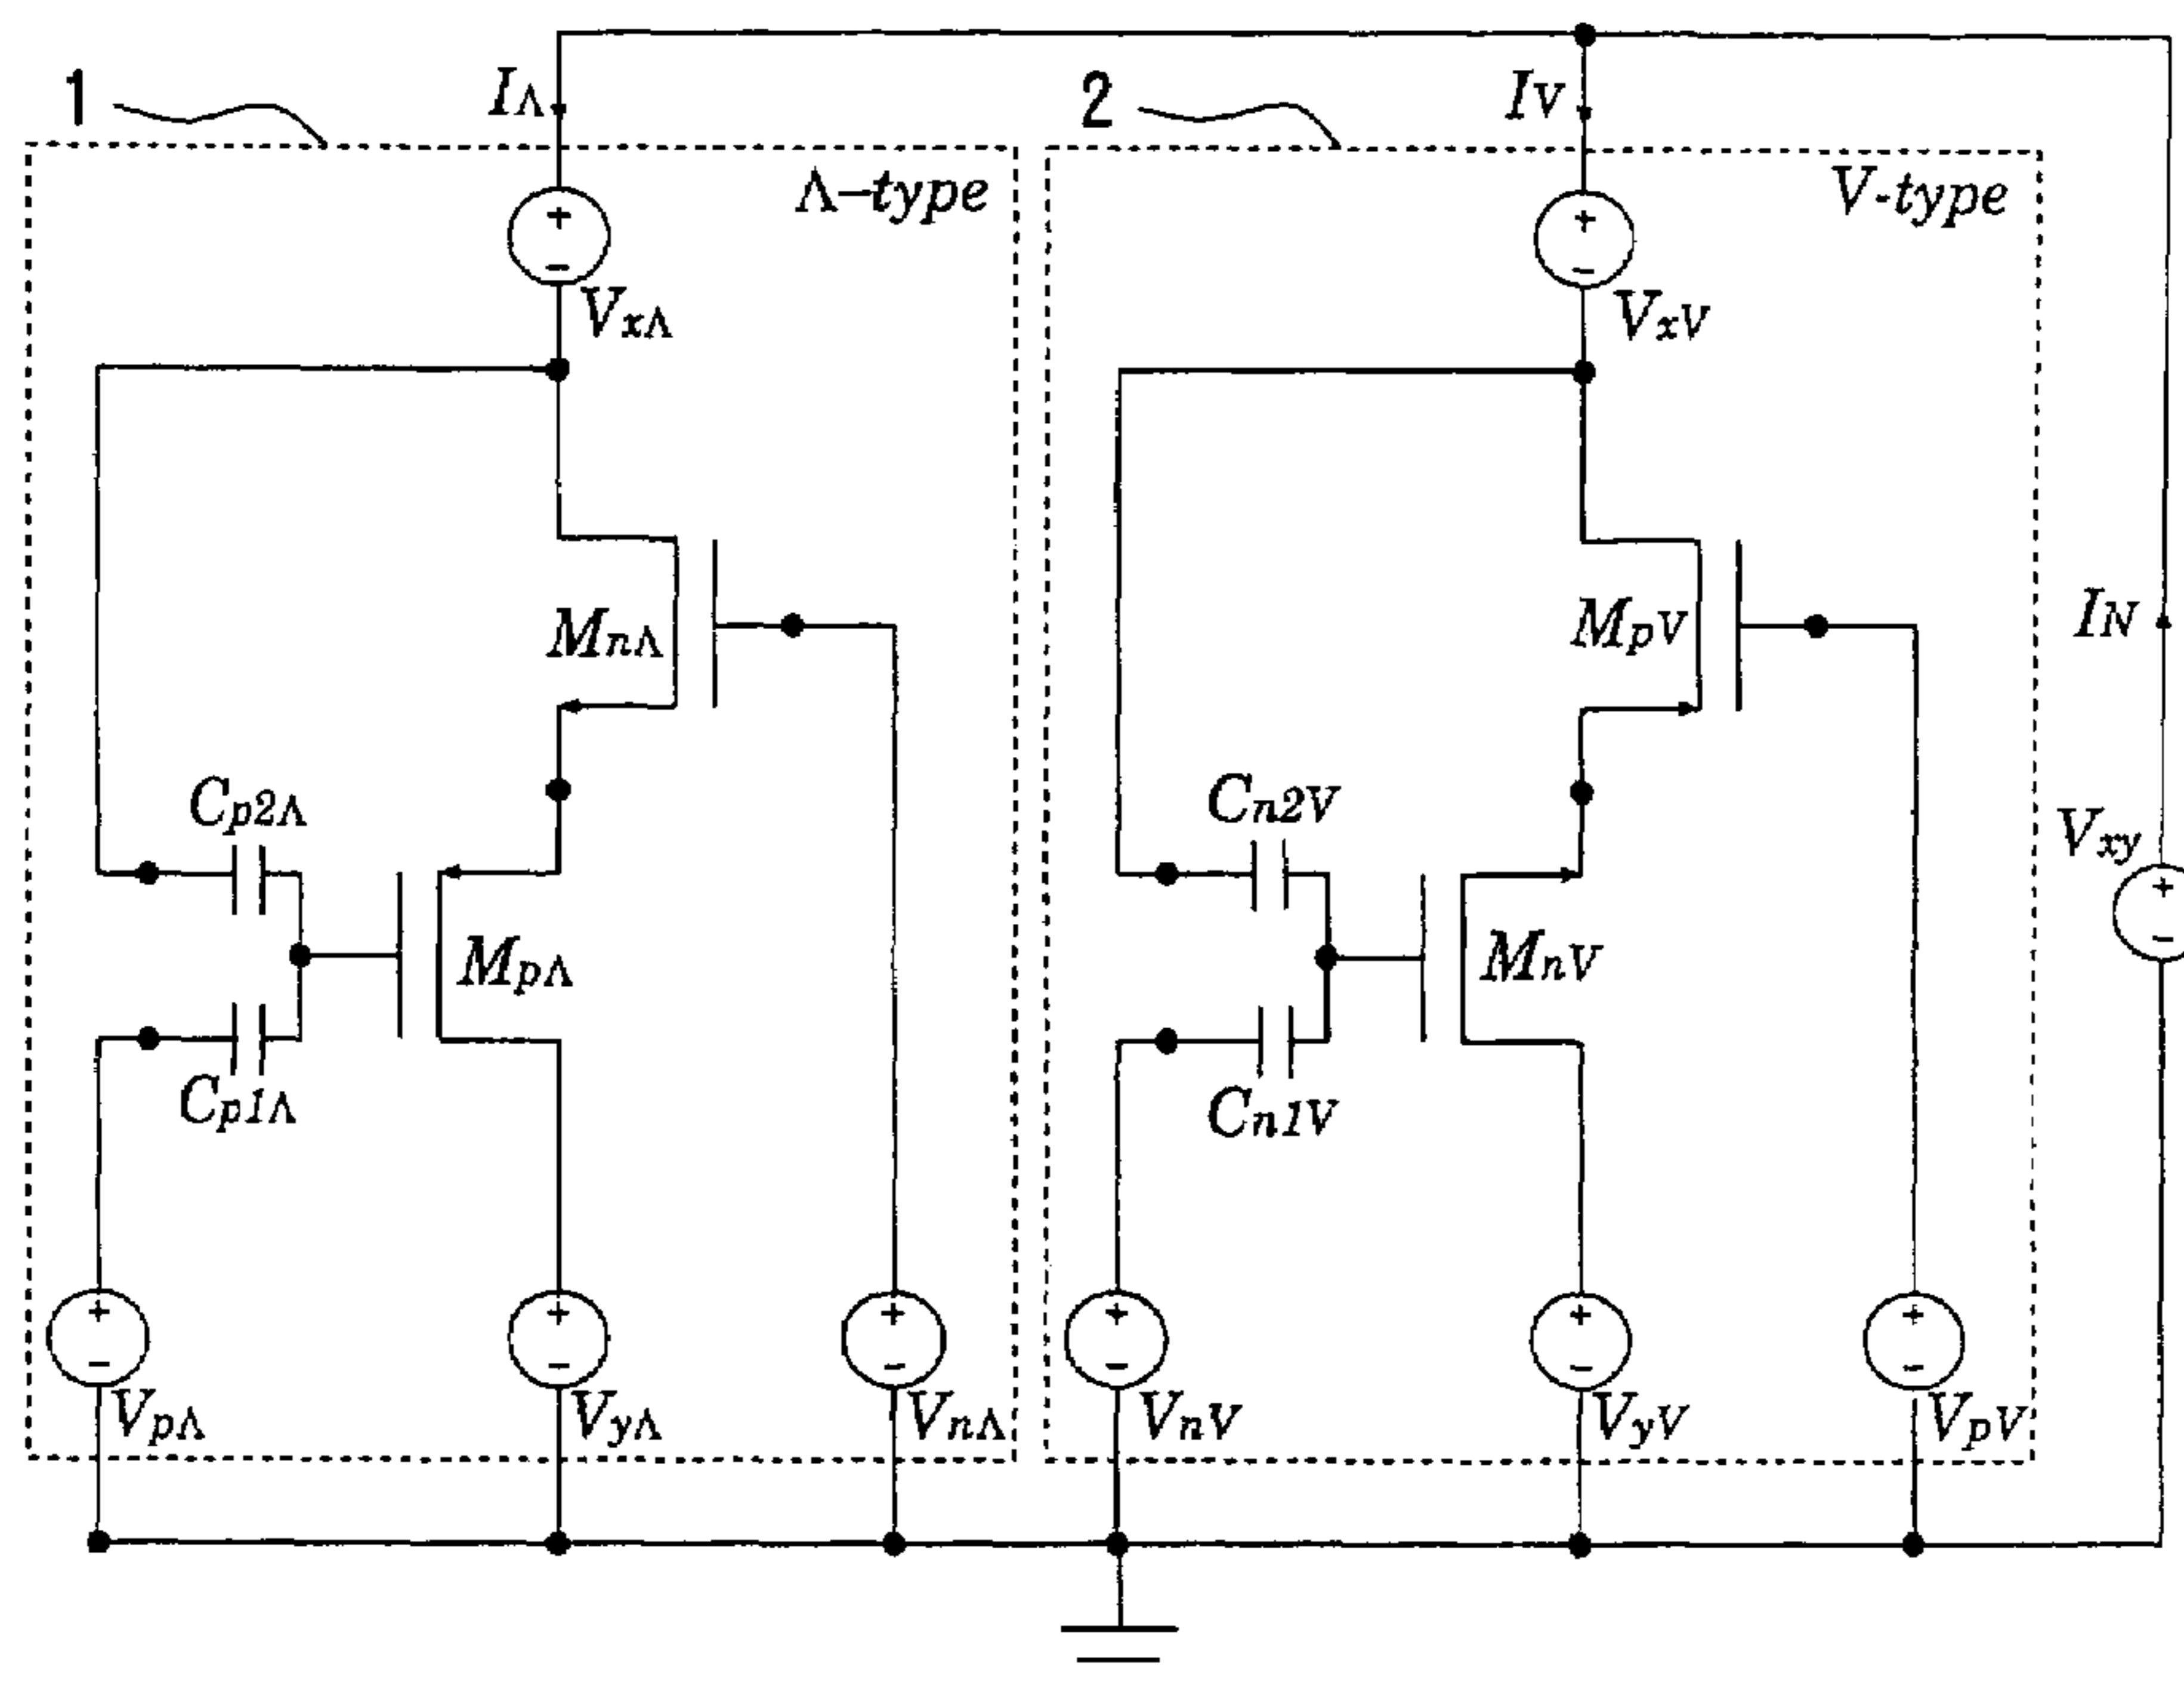 1
IΛ
2
IV
Λ-type
V-type
+
−
VxΛ
+
-
VxV
MnΛ
MpV
IN
Cp2Λ
Cn2V
Vxy
+
-
MpΛ
MnV
Cp1Λ
Cn1V
+
−
VpΛ
+
−
VyΛ
+
−
VnΛ
+
−
VnV
+
−
VyV
+
−
VpV